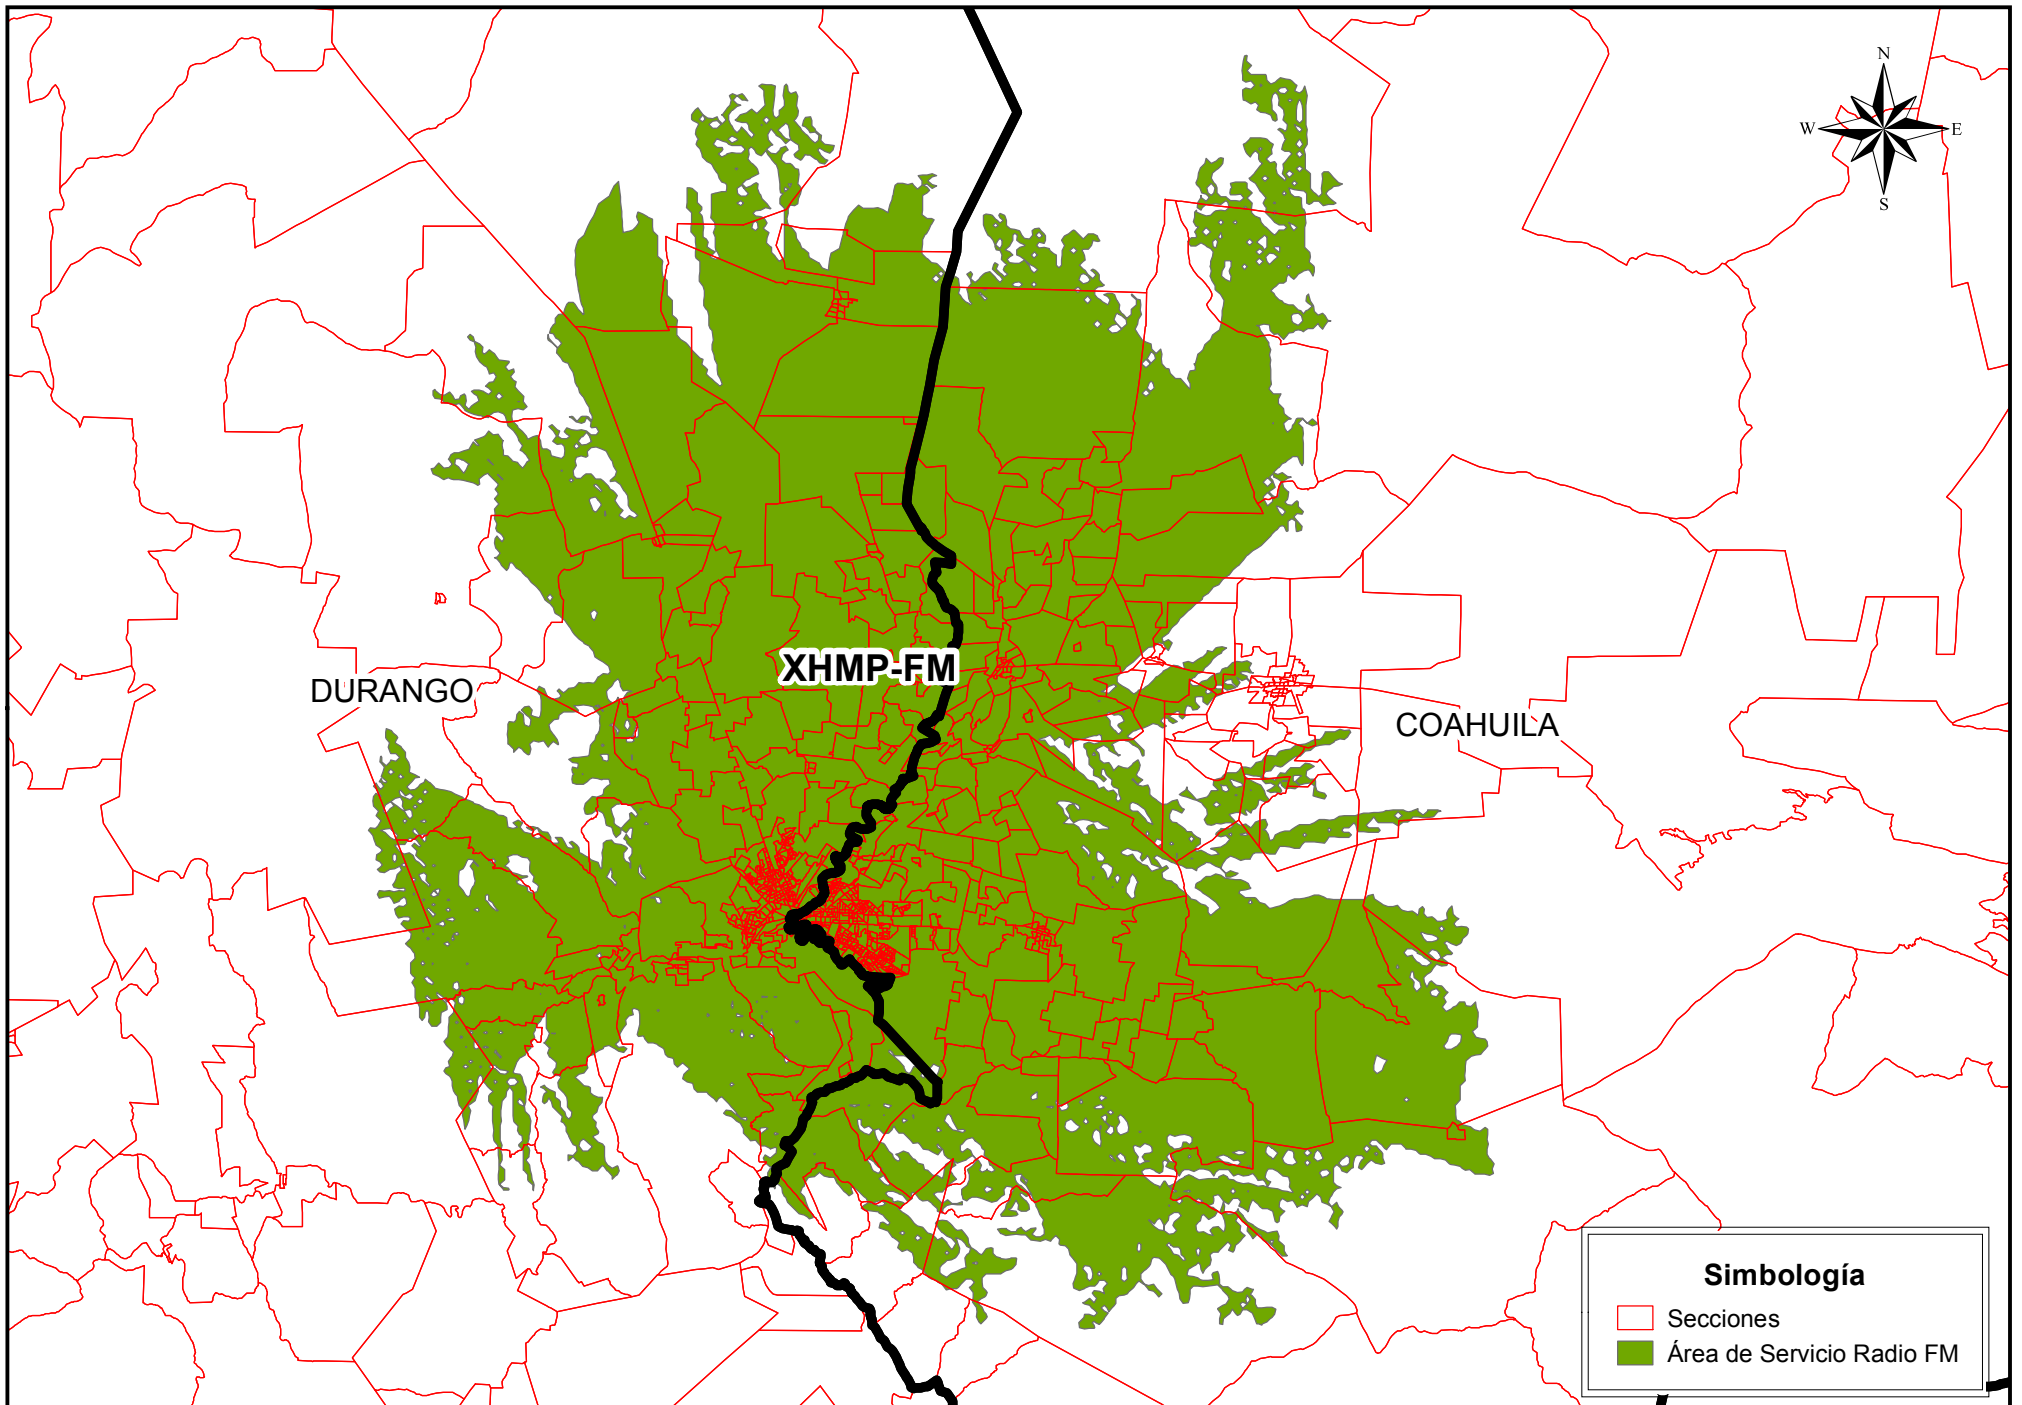 N
W E
S
XHMP-FM
DURANGO
COAHUILA
Simbología
Secciones
Área de Servicio Radio FM